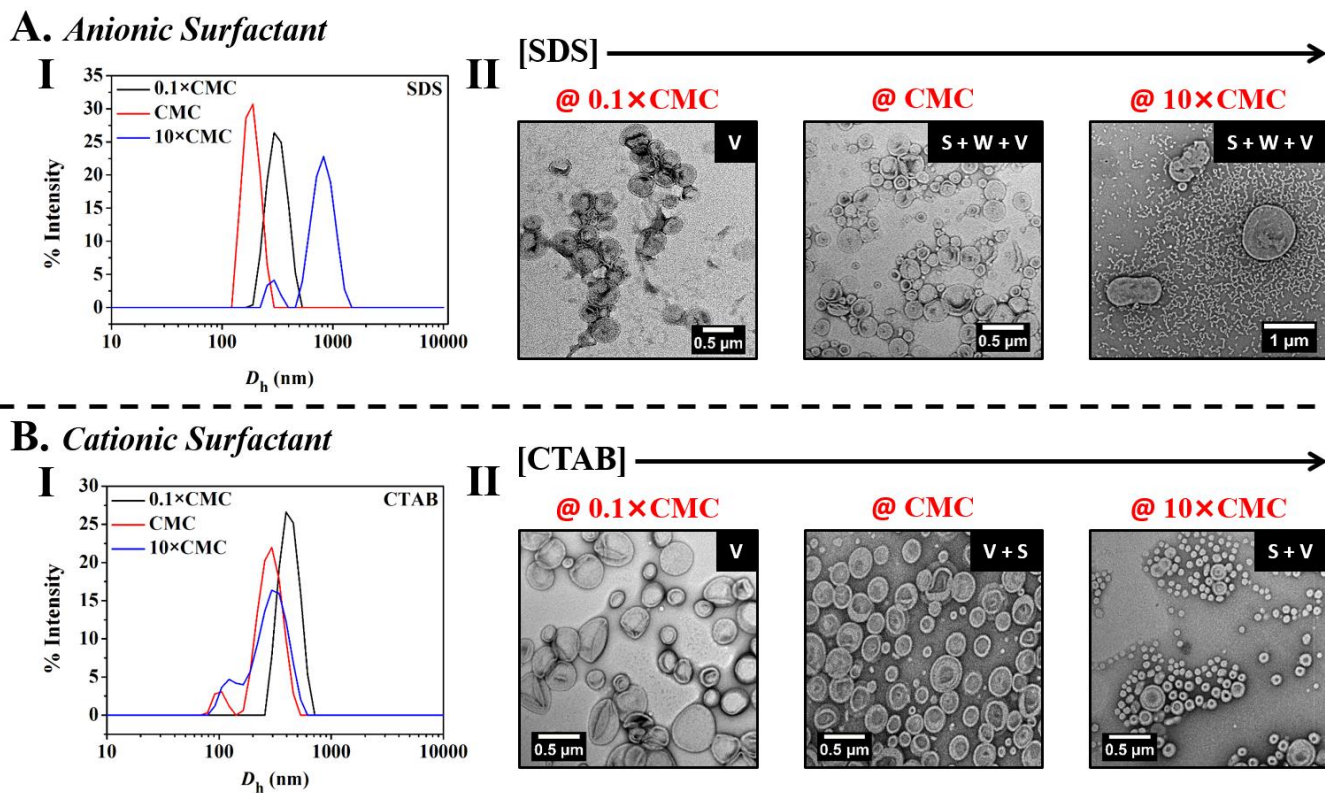 A. Anionic Surfactant
I
35
30
25
20
15
10
5
0
% Intensity
0.1×CMC
CMC
10×CMC
SDS
10 100 1000 10000
Dh (nm)
II
[SDS]
@ 0.1×CMC
V
0.5 µm
@ CMC
S + W + V
0.5 µm
@ 10×CMC
S + W + V
1 µm
B. Cationic Surfactant
I
30
25
20
15
10
5
0
% Intensity
0.1×CMC
CMC
10×CMC
CTAB
10 100 1000 10000
Dh (nm)
II
[CTAB]
@ 0.1×CMC
V
0.5 µm
@ CMC
V + S
0.5 µm
@ 10×CMC
S + V
0.5 µm